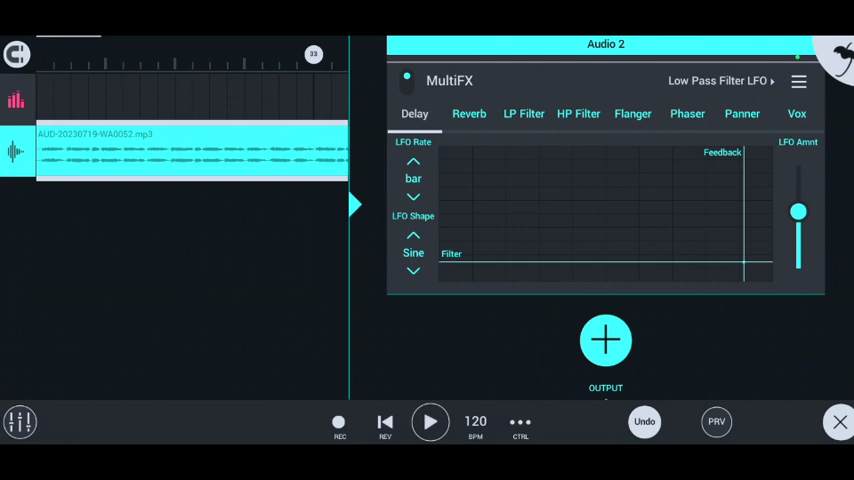 Audio 2
33
MultiFX
Low Pass Filter LFO
Delay Reverb LP Filter HP Filter Flanger Phaser Panner Vox
AUD-20230719-WA0052.mp3
LFO Rate
bar
LFO Shape
Sine
Feedback
Filter
LFO Amnt
OUTPUT
REC
REV
120
BPM
CTRL
Undo
PRV